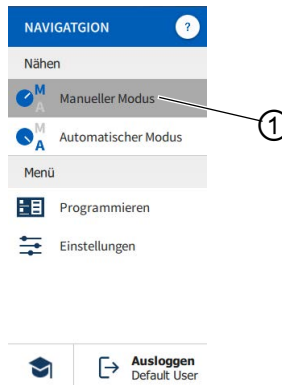 NAVIGATGION ?
Nähen
M
A Manueller Modus
1
M
A Automatischer Modus
Menü
Programmieren
Einstellungen
Ausloggen
Default User